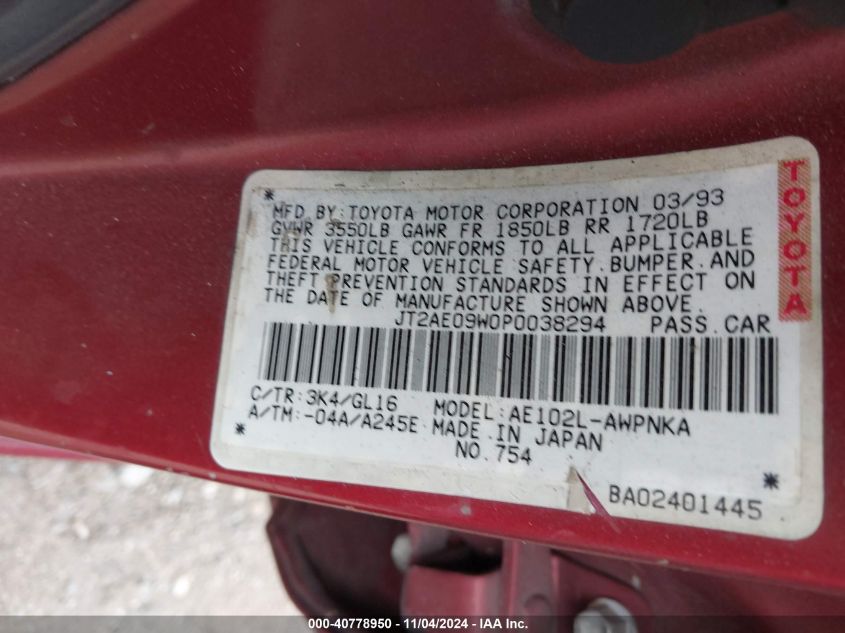 * MFD.BY:TOYOTA MOTOR CORPORATION 03/93
GVWR 3550LB GAWR FR 1850LB RR 1720LB
THIS VEHICLE CONFORMS TO ALL APPLICABLE
FEDERAL MOTOR VEHICLE SAFETY.BUMPER.AND
THEFT PREVENTION STANDARDS IN EFFECT ON
THE DATE OF MANUFACTURE SHOWN ABOVE.
JT2AE09W0P0038294 PASS.CAR
TOYOTA
C/TR:3K4/GL16 MODEL:AE102L-AWPNKA
A/TM:-04A/A245E MADE IN JAPAN
* NO.754 *
BA02401445
000-40778950 - 11/04/2024 - IAAI.com